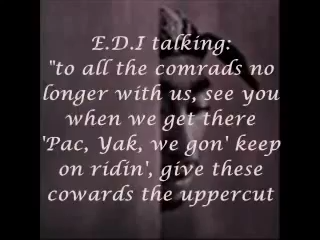 E.D.I talking:
"to all the comrads no
longer with us, see you
when we get there
'Pac, Yak, we gon' keep
on ridin', give these
cowards the uppercut